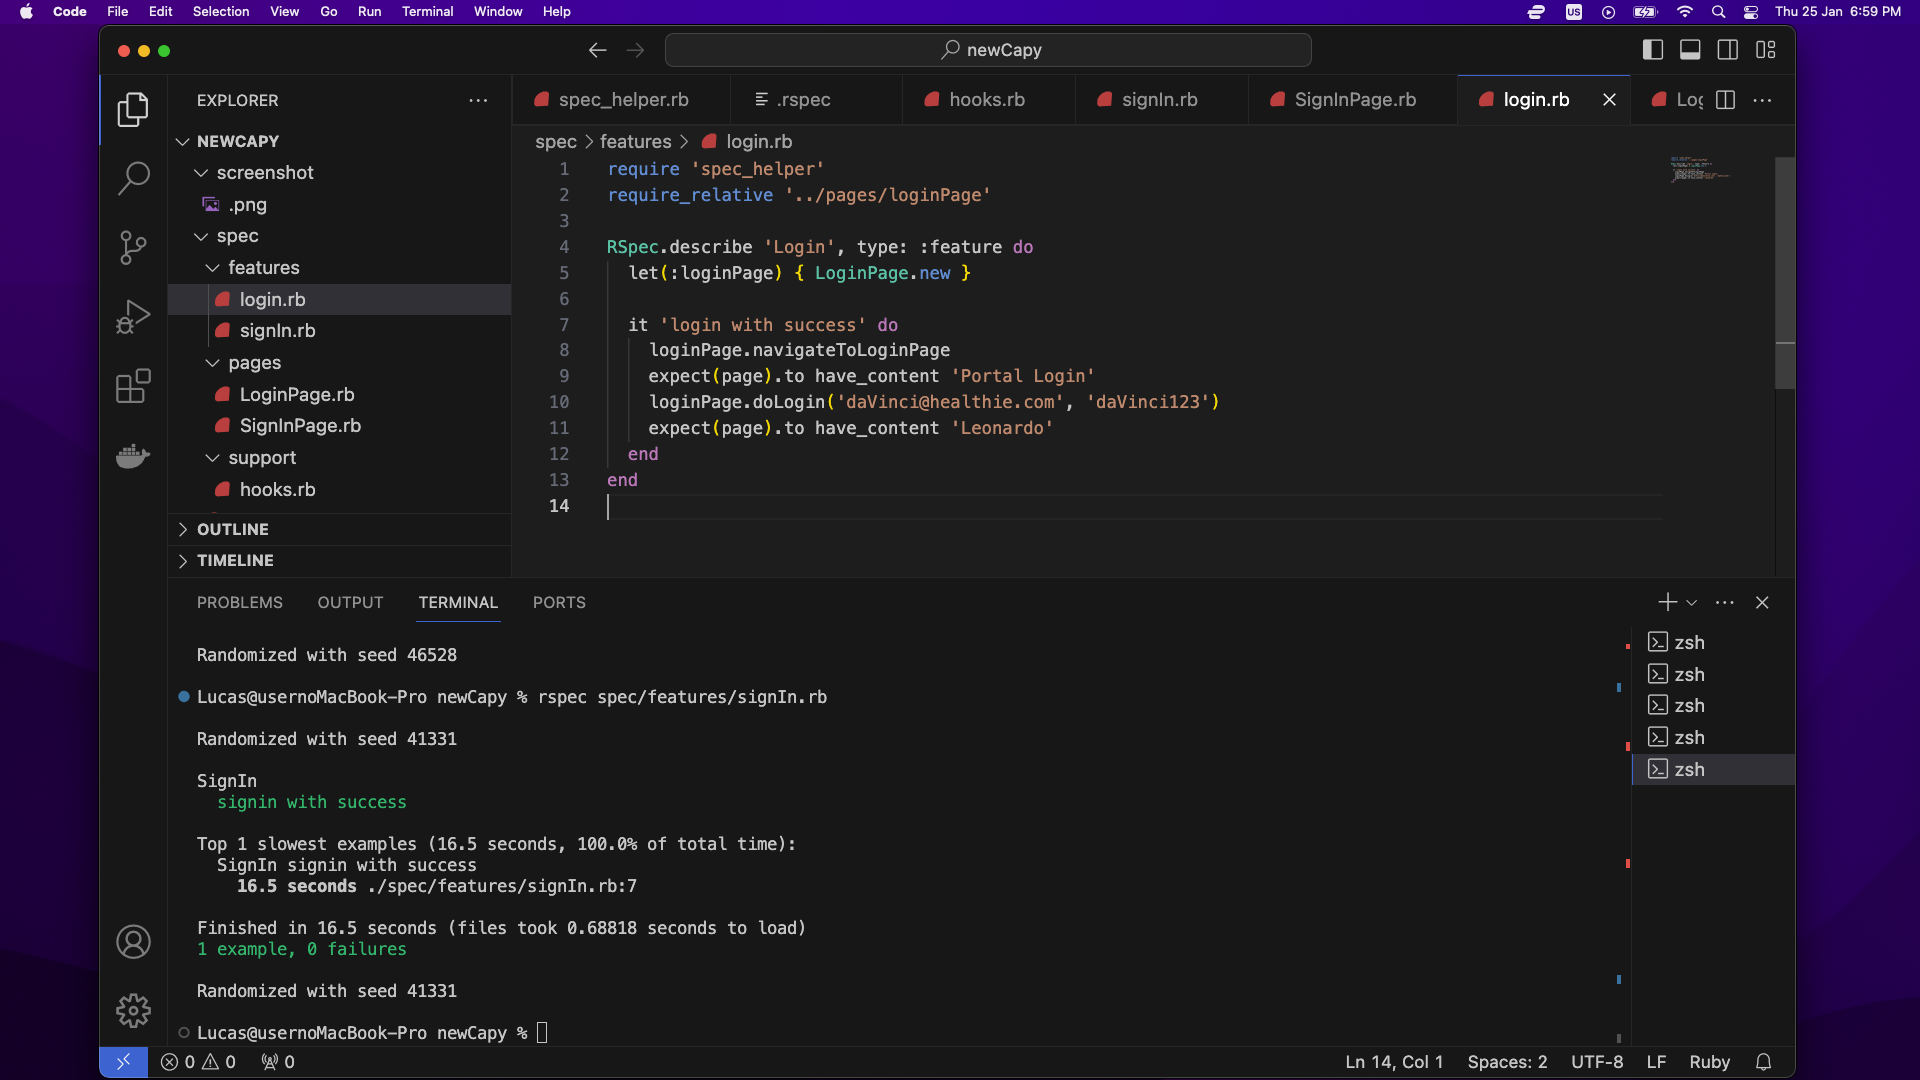 Code File Edit Selection View Go Run Terminal Window Help
US
Thu 25 Jan 6:59 PM
newCapy
EXPLORER
NEWCAPY
screenshot
.png
spec
features
login.rb
signIn.rb
pages
LoginPage.rb
SignInPage.rb
support
hooks.rb
OUTLINE
TIMELINE
spec_helper.rb .rspec hooks.rb signIn.rb SignInPage.rb login.rb Log
spec > features > login.rb
1 require 'spec_helper'
2 require_relative '../pages/loginPage'
3
4 RSpec.describe 'Login', type: :feature do
5 let(:loginPage) { LoginPage.new }
6
7 it 'login with success' do
8 loginPage.navigateToLoginPage
9 expect(page).to have_content 'Portal Login'
10 loginPage.doLogin('daVinci@healthie.com', 'daVinci123')
11 expect(page).to have_content 'Leonardo'
12 end
13 end
14
PROBLEMS OUTPUT TERMINAL PORTS
Randomized with seed 46528
Lucas@usernoMacBook-Pro newCapy % rspec spec/features/signIn.rb
Randomized with seed 41331
SignIn
signin with success
Top 1 slowest examples (16.5 seconds, 100.0% of total time):
SignIn signin with success
16.5 seconds ./spec/features/signIn.rb:7
Finished in 16.5 seconds (files took 0.68818 seconds to load)
1 example, 0 failures
Randomized with seed 41331
Lucas@usernoMacBook-Pro newCapy %
zsh
zsh
zsh
zsh
zsh
0 0 0
Ln 14, Col 1 Spaces: 2 UTF-8 LF Ruby